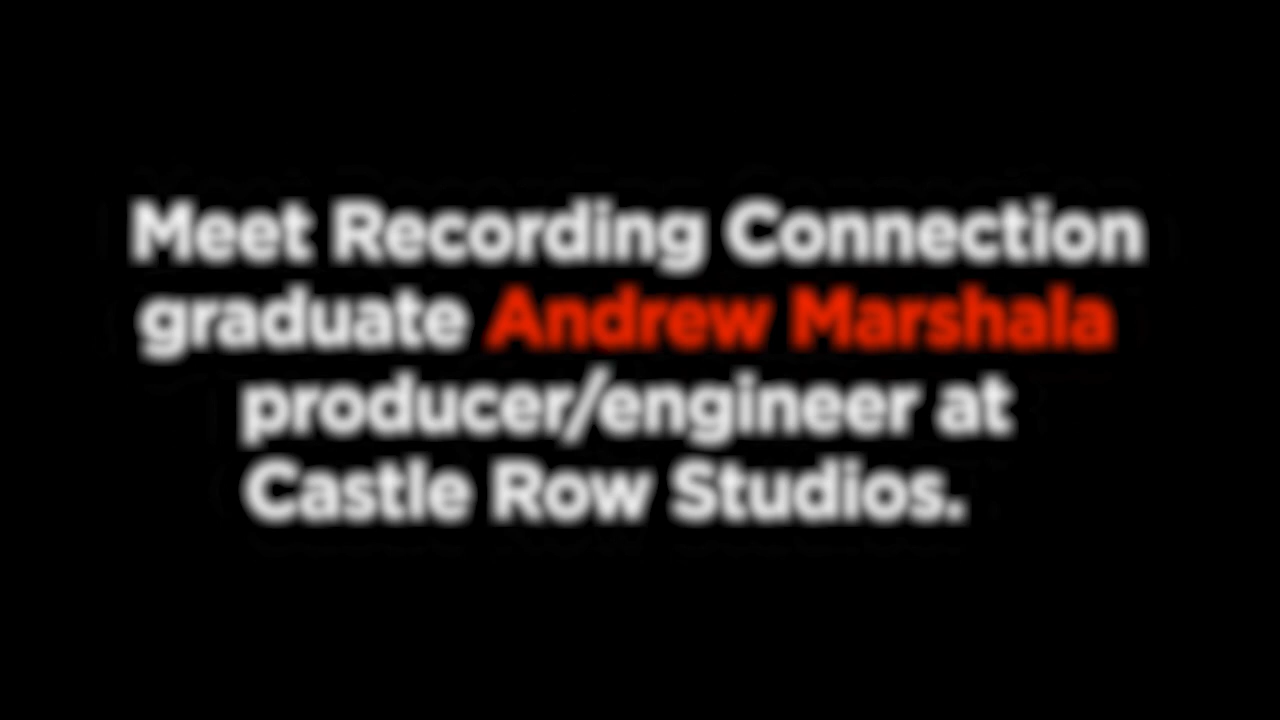 Meet Recording Connection
graduate Andrew Marshala
producer/engineer at
Castle Row Studios.